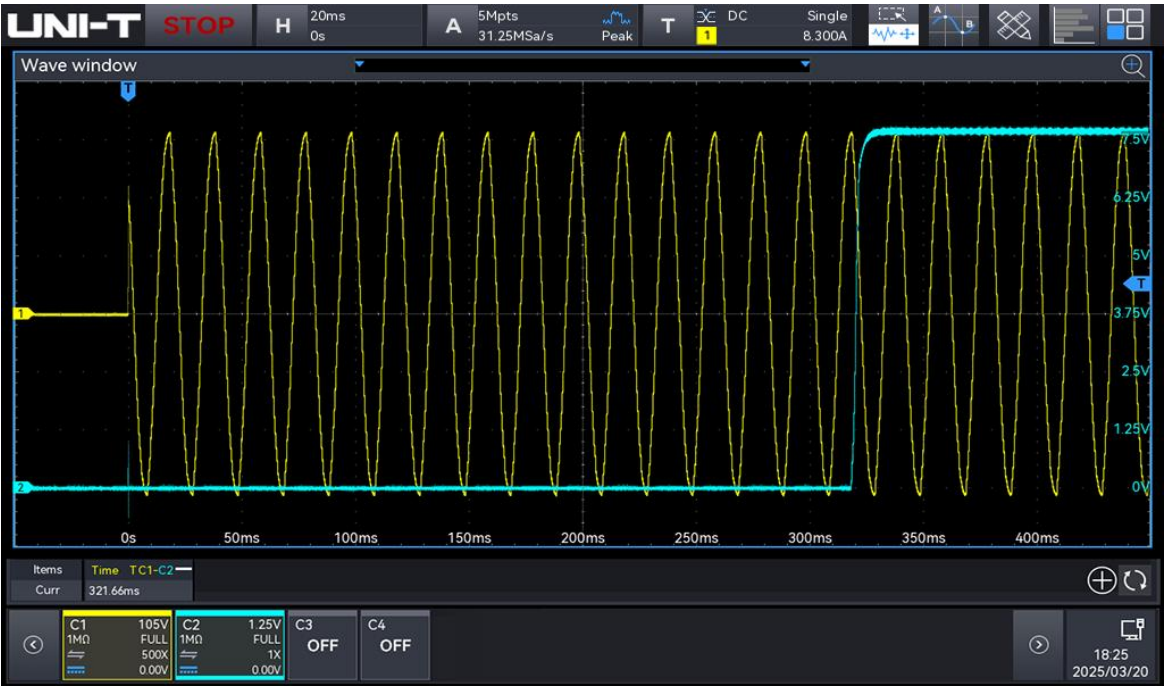 UNI-T STOP H 20ms 0s A 5Mpts 31.25MSa/s Peak T 1 DC Single 8.300A A B
Wave window
T
7.5V
6.25V
5V
T
1
3.75V
2.5V
1.25V
2
0V
0s 50ms 100ms 150ms 200ms 250ms 300ms 350ms 400ms
Items Time TC1-C2
Curr 321.66ms
C1 105V C2 1.25V C3 C4
1MΩ FULL 1MΩ FULL OFF OFF
500X 1X
0.00V 0.00V
18:25
2025/03/20